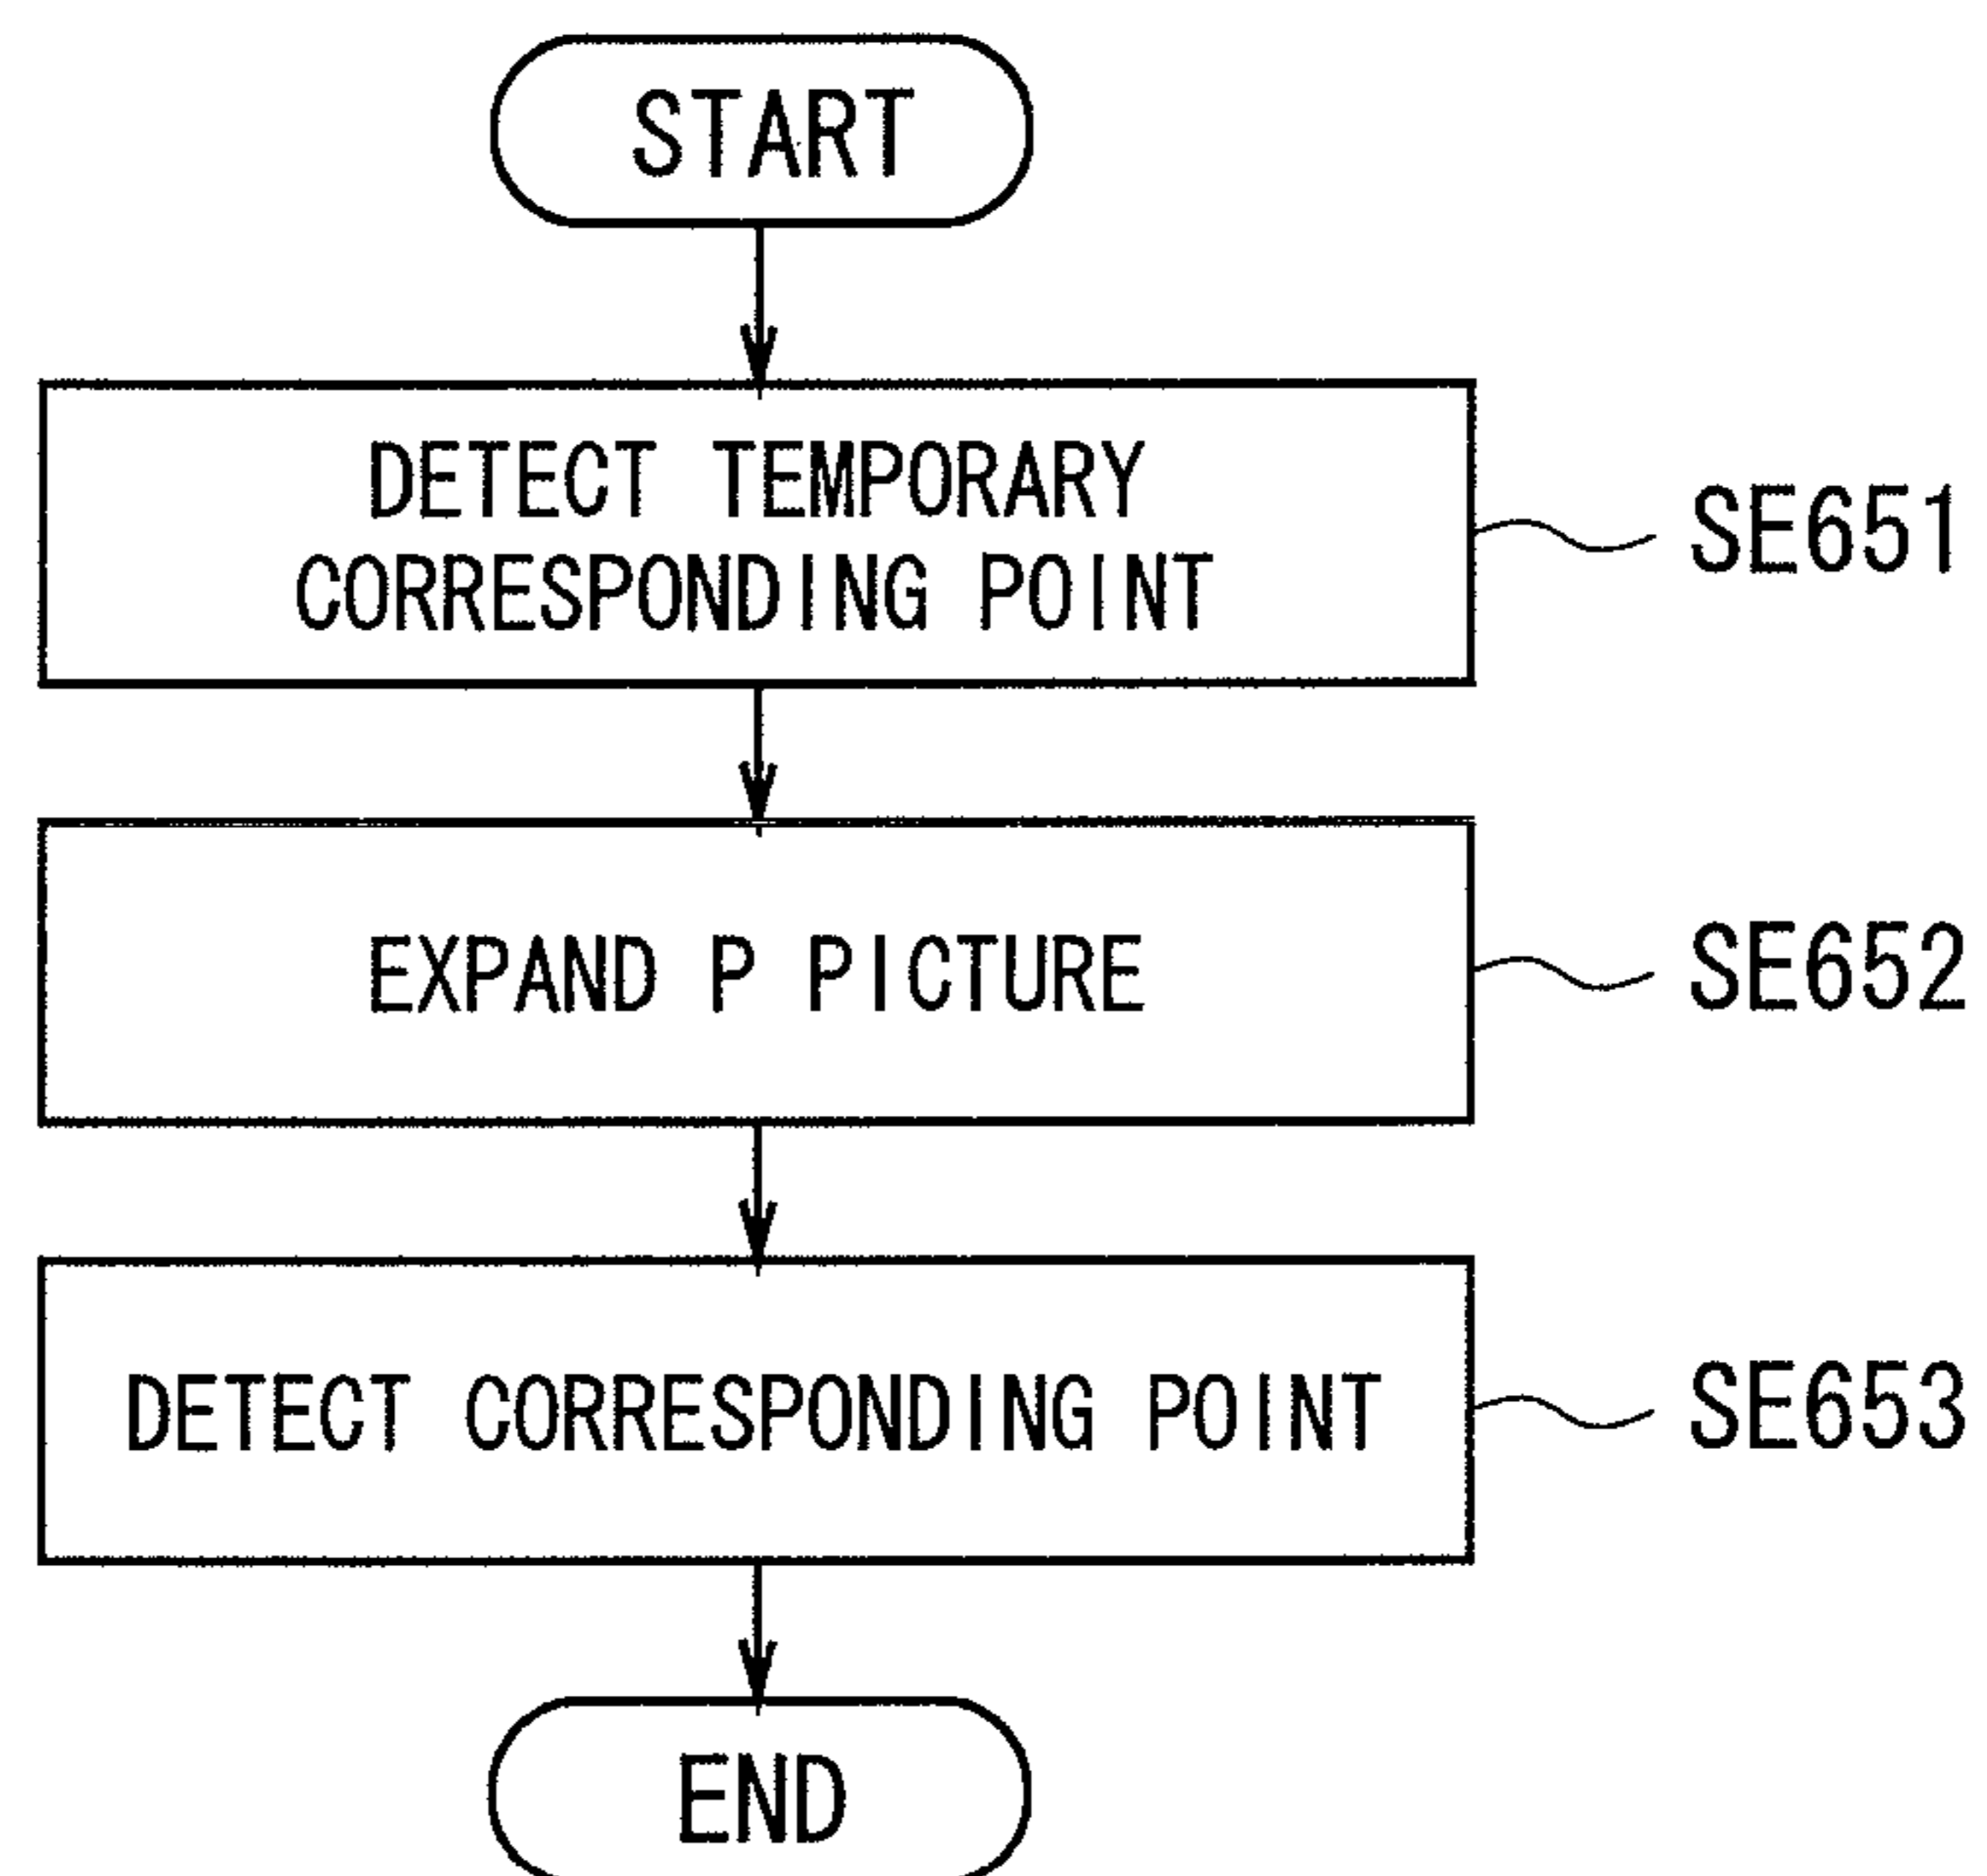 START
DETECT TEMPORARY
CORRESPONDING POINT
SE651
EXPAND P PICTURE
SE652
DETECT CORRESPONDING POINT
SE653
END